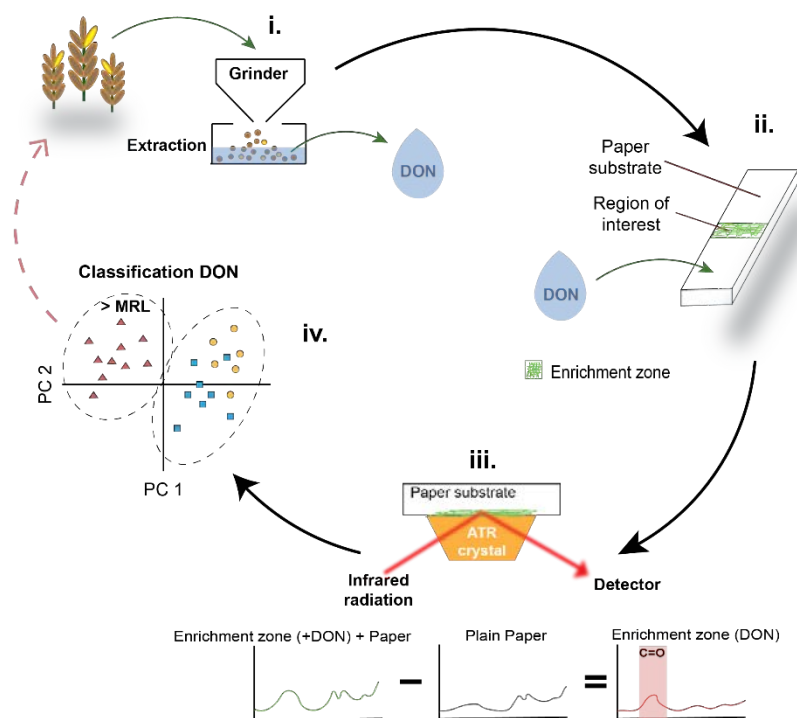 i.
Grinder
Extraction
DON
ii.
Paper
substrate
Region of
interest
DON
Enrichment zone
iii.
Paper substrate
ATR
crystal
Infrared
radiation
Detector
Enrichment zone (+DON) + Paper
Plain Paper
Enrichment zone (DON)
–
=
C=O
iv.
Classification DON
> MRL
PC 2
PC 1